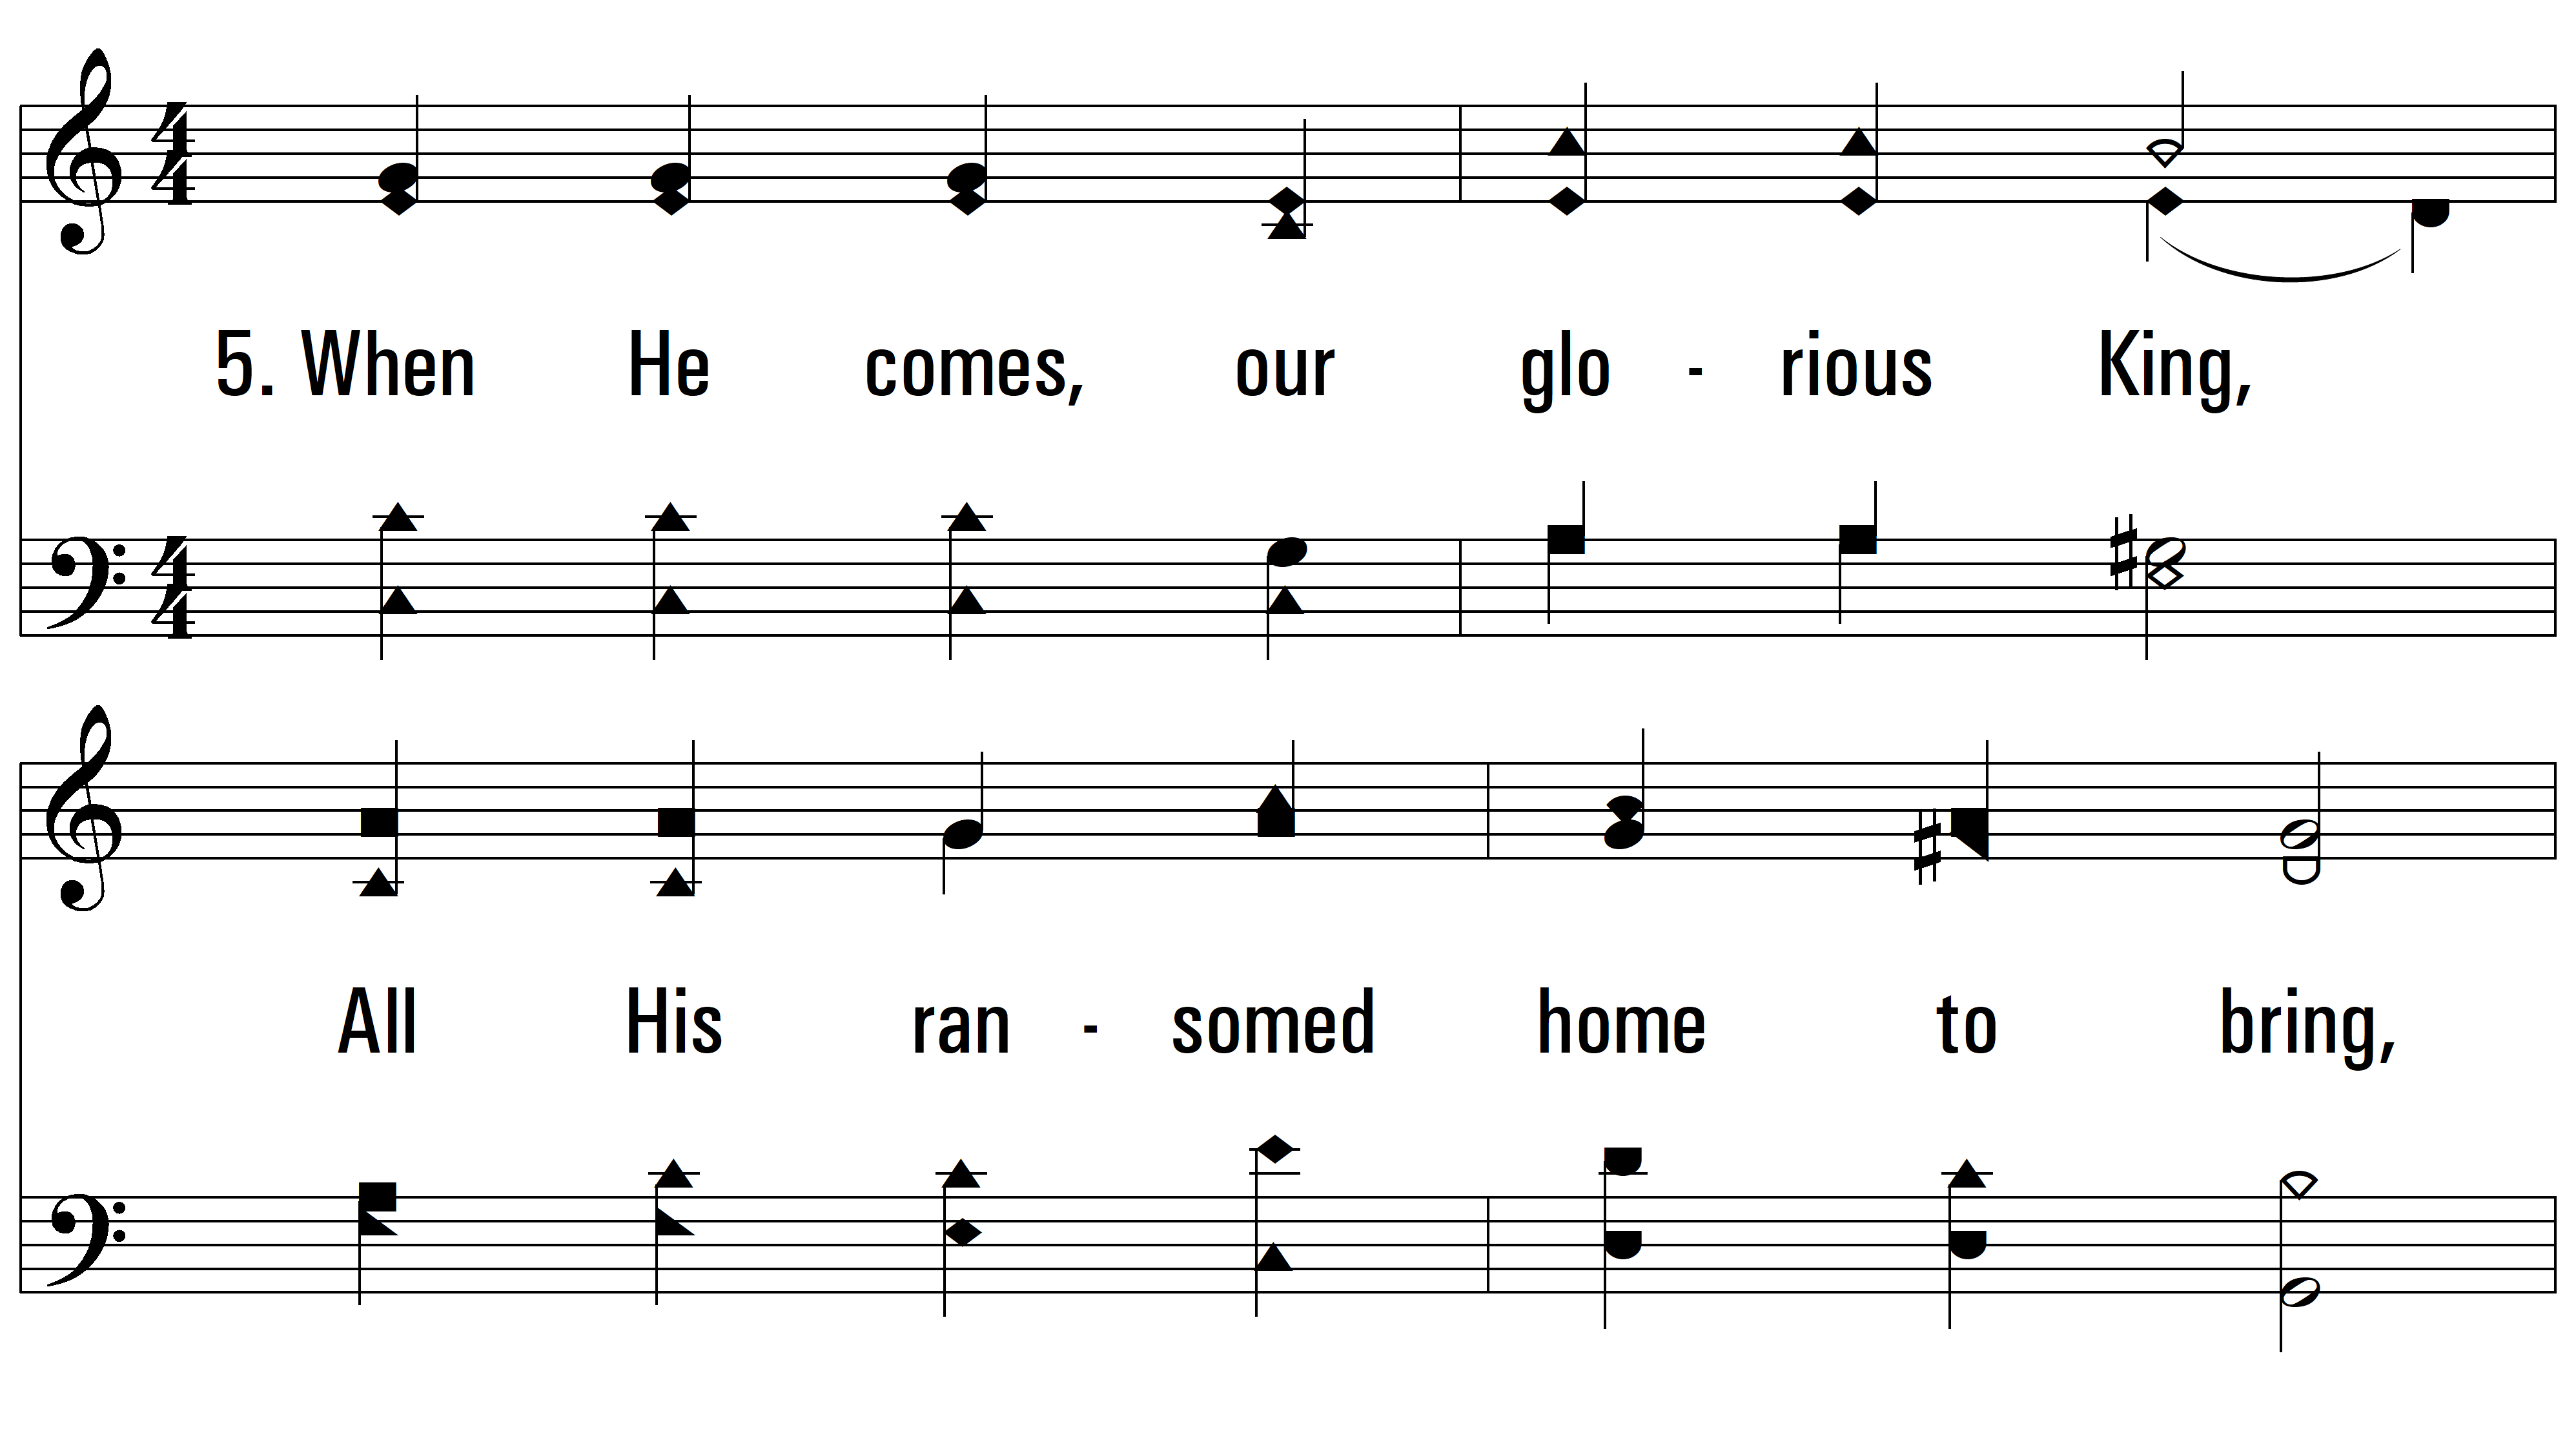 5. When He comes, our glo - rious King,
All His ran - somed home to bring,